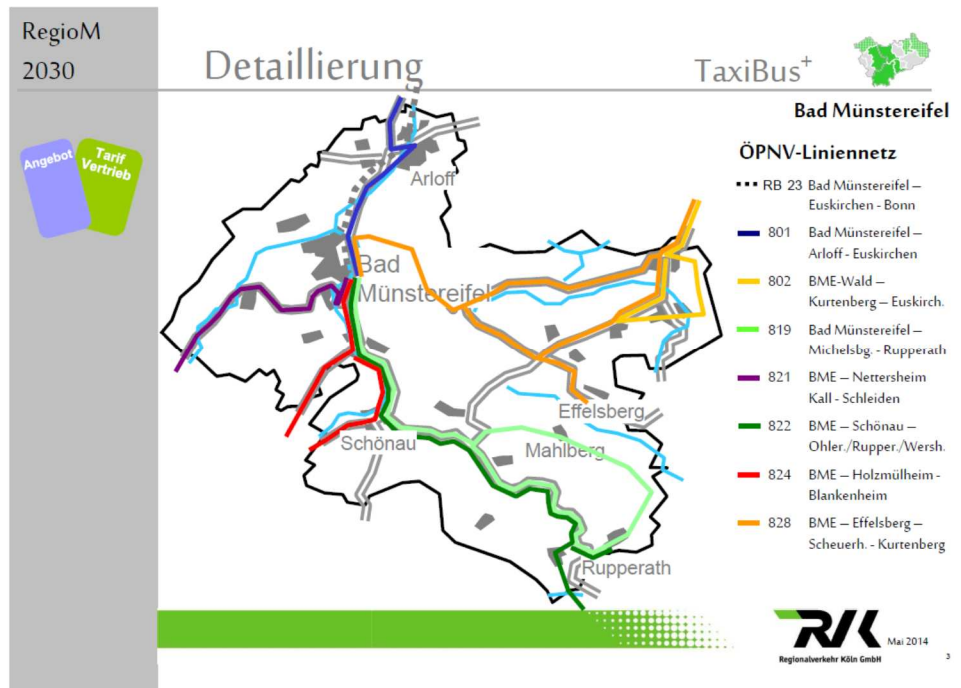 RegioM
2030
Detaillierung
TaxiBus+
Angebot
Tarif
Vertrieb
Bad Münstereifel
ÖPNV-Liniennetz
RB 23 Bad Münstereifel –
Euskirchen - Bonn
801 Bad Münstereifel –
Arloff - Euskirchen
802 BME-Wald –
Kurtenberg – Euskirch.
819 Bad Münstereifel –
Michelsbg. - Rupperath
821 BME – Nettersheim
Kall - Schleiden
822 BME – Schönau –
Ohler./Rupper./Wersh.
824 BME – Holzmülheim -
Blankenheim
828 BME – Effelsberg –
Scheuerh. - Kurtenberg
Arloff
Bad
Münstereifel
Effelsberg
Schönau
Mahlberg
Rupperath
RVK
Regionalverkehr Köln GmbH
Mai 2014
3